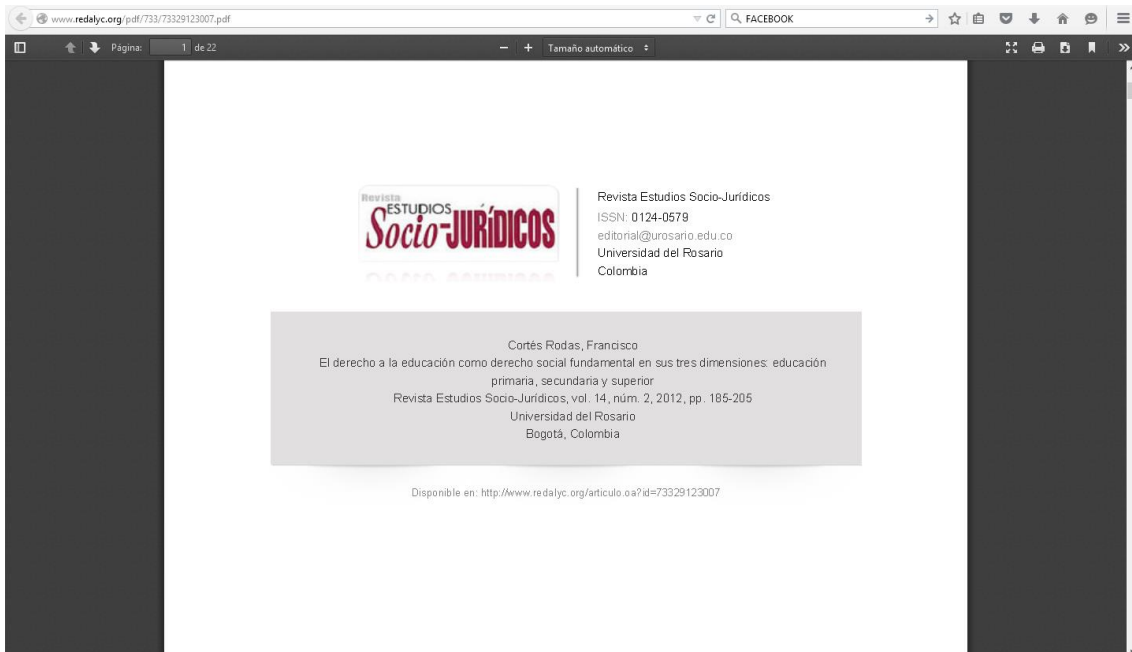 www.redalyc.org/pdf/733/73329123007.pdf
FACEBOOK
Página: 1 de 22
Tamaño automático
Revista
ESTUDIOS
Socio-JURÍDICOS
Revista Estudios Socio-Jurídicos
ISSN: 0124-0579
editorial@urosario.edu.co
Universidad del Rosario
Colombia
Cortés Rodas, Francisco
El derecho a la educación como derecho social fundamental en sus tres dimensiones: educación
primaria, secundaria y superior
Revista Estudios Socio-Jurídicos, vol. 14, núm. 2, 2012, pp. 185-205
Universidad del Rosario
Bogotá, Colombia
Disponible en: http://www.redalyc.org/articulo.oa?id=73329123007